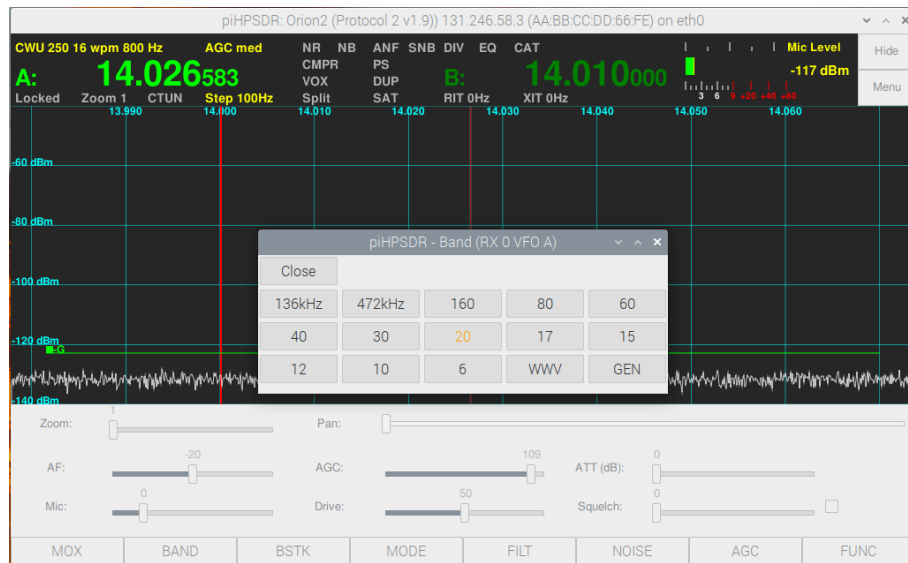 piHPSDR: Orion2 (Protocol 2 v1.9)) 131.246.58.3 (AA:BB:CC:DD:66:FE) on eth0
CWU 250 16 wpm 800 Hz AGC med NR NB ANF SNB DIV EQ CAT Mic Level Hide
CMPR PS
A: 14.026583 VOX DUP B: 14.010000 -117 dBm Menu
Locked Zoom 1 CTUN Step 100Hz Split SAT RIT 0Hz XIT 0Hz 3 6 9 +20 +40 +60
13.990 14.000 14.010 14.020 14.030 14.040 14.050 14.060
-60 dBm
-80 dBm
piHPSDR - Band (RX 0 VFO A)
Close
-100 dBm
136kHz 472kHz 160 80 60
40 30 20 17 15
-120 dBm
-G
12 10 6 WWV GEN
-140 dBm
1
Zoom: Pan:
-20 109 0
AF: AGC: ATT (dB):
0 50 0
Mic: Drive: Squelch:
MOX BAND BSTK MODE FILT NOISE AGC FUNC